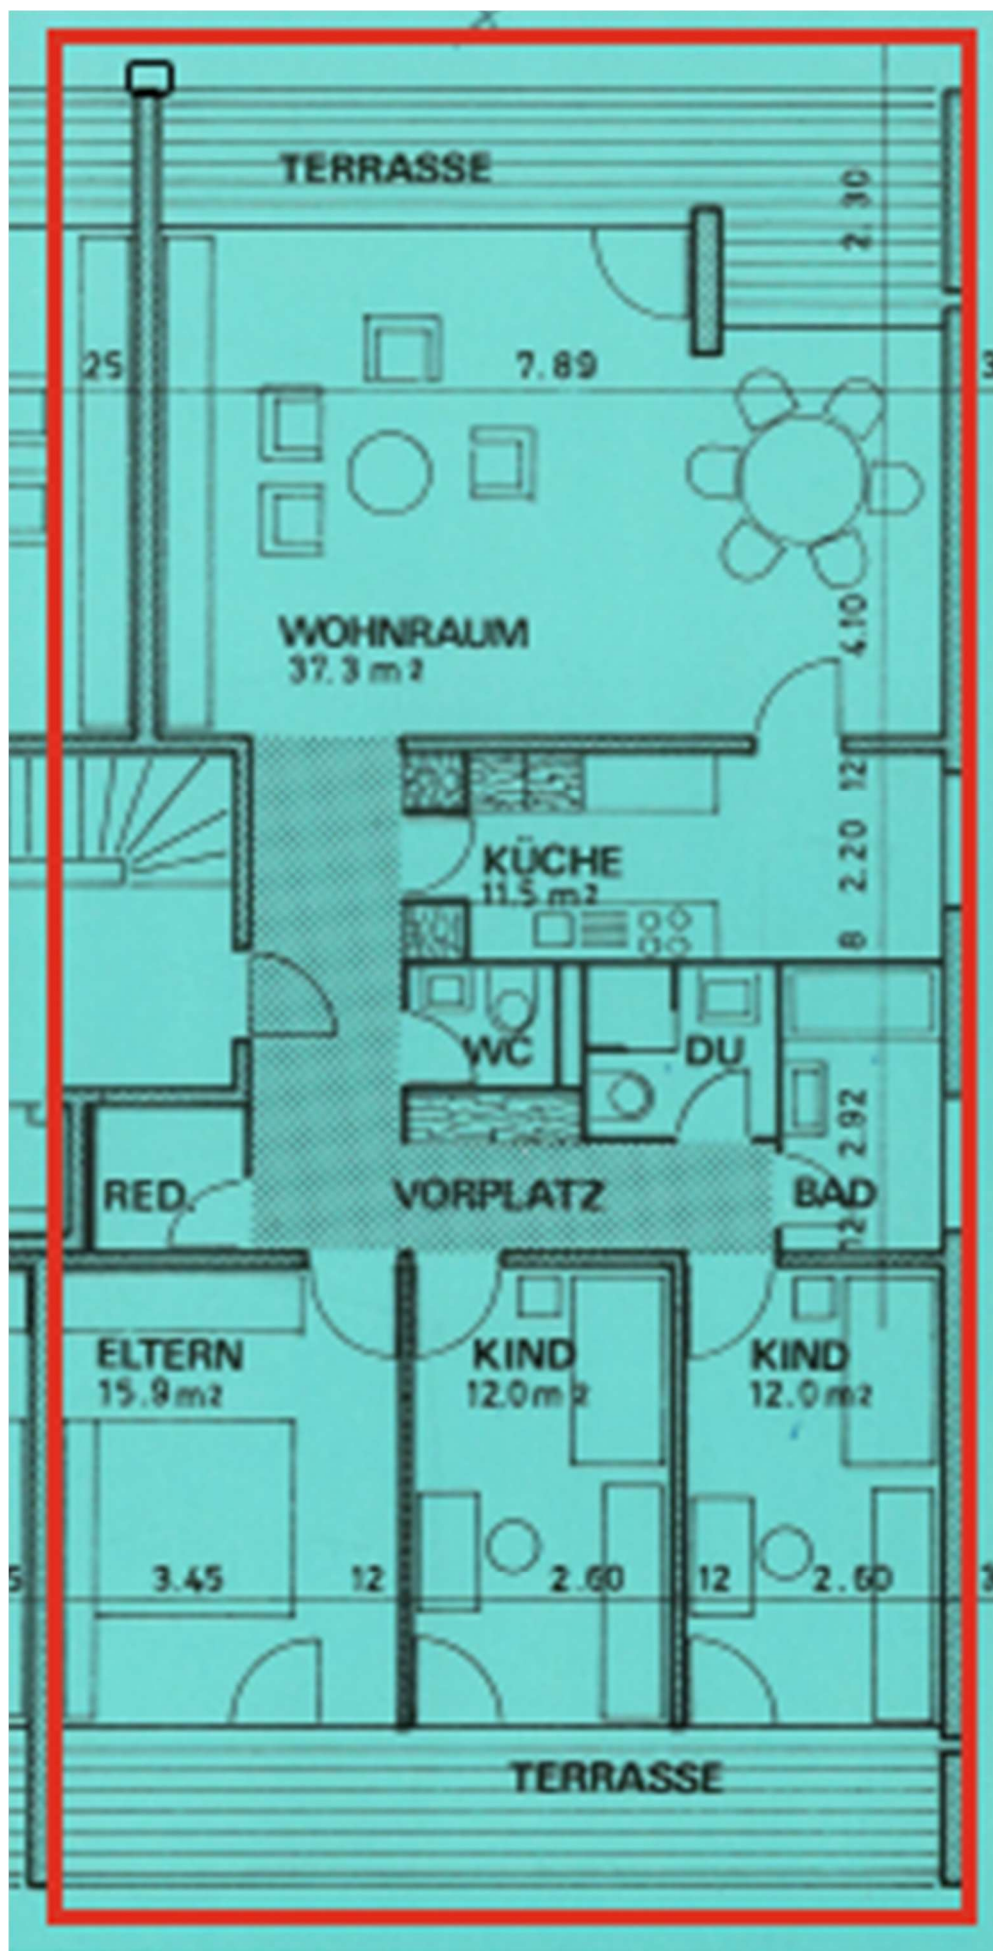 TERRASSE
2.30
25
7.89
WOHNRAUM
37.3 m²
4.10
12
KÜCHE
11.5 m²
2.20
8
WC
DU
2.92
RED.
VORPLATZ
BAD
12
ELTERN
15.9 m²
KIND
12.0 m²
KIND
12.0 m²
3.45
12
2.60
12
2.60
TERRASSE